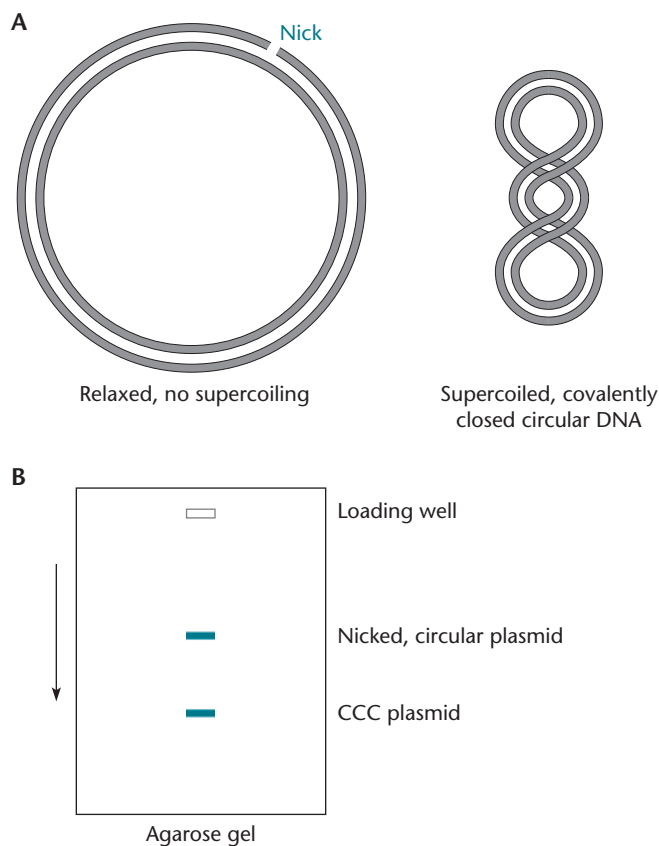 A
Nick
Relaxed, no supercoiling
Supercoiled, covalently
closed circular DNA
B
Loading well
Nicked, circular plasmid
CCC plasmid
Agarose gel